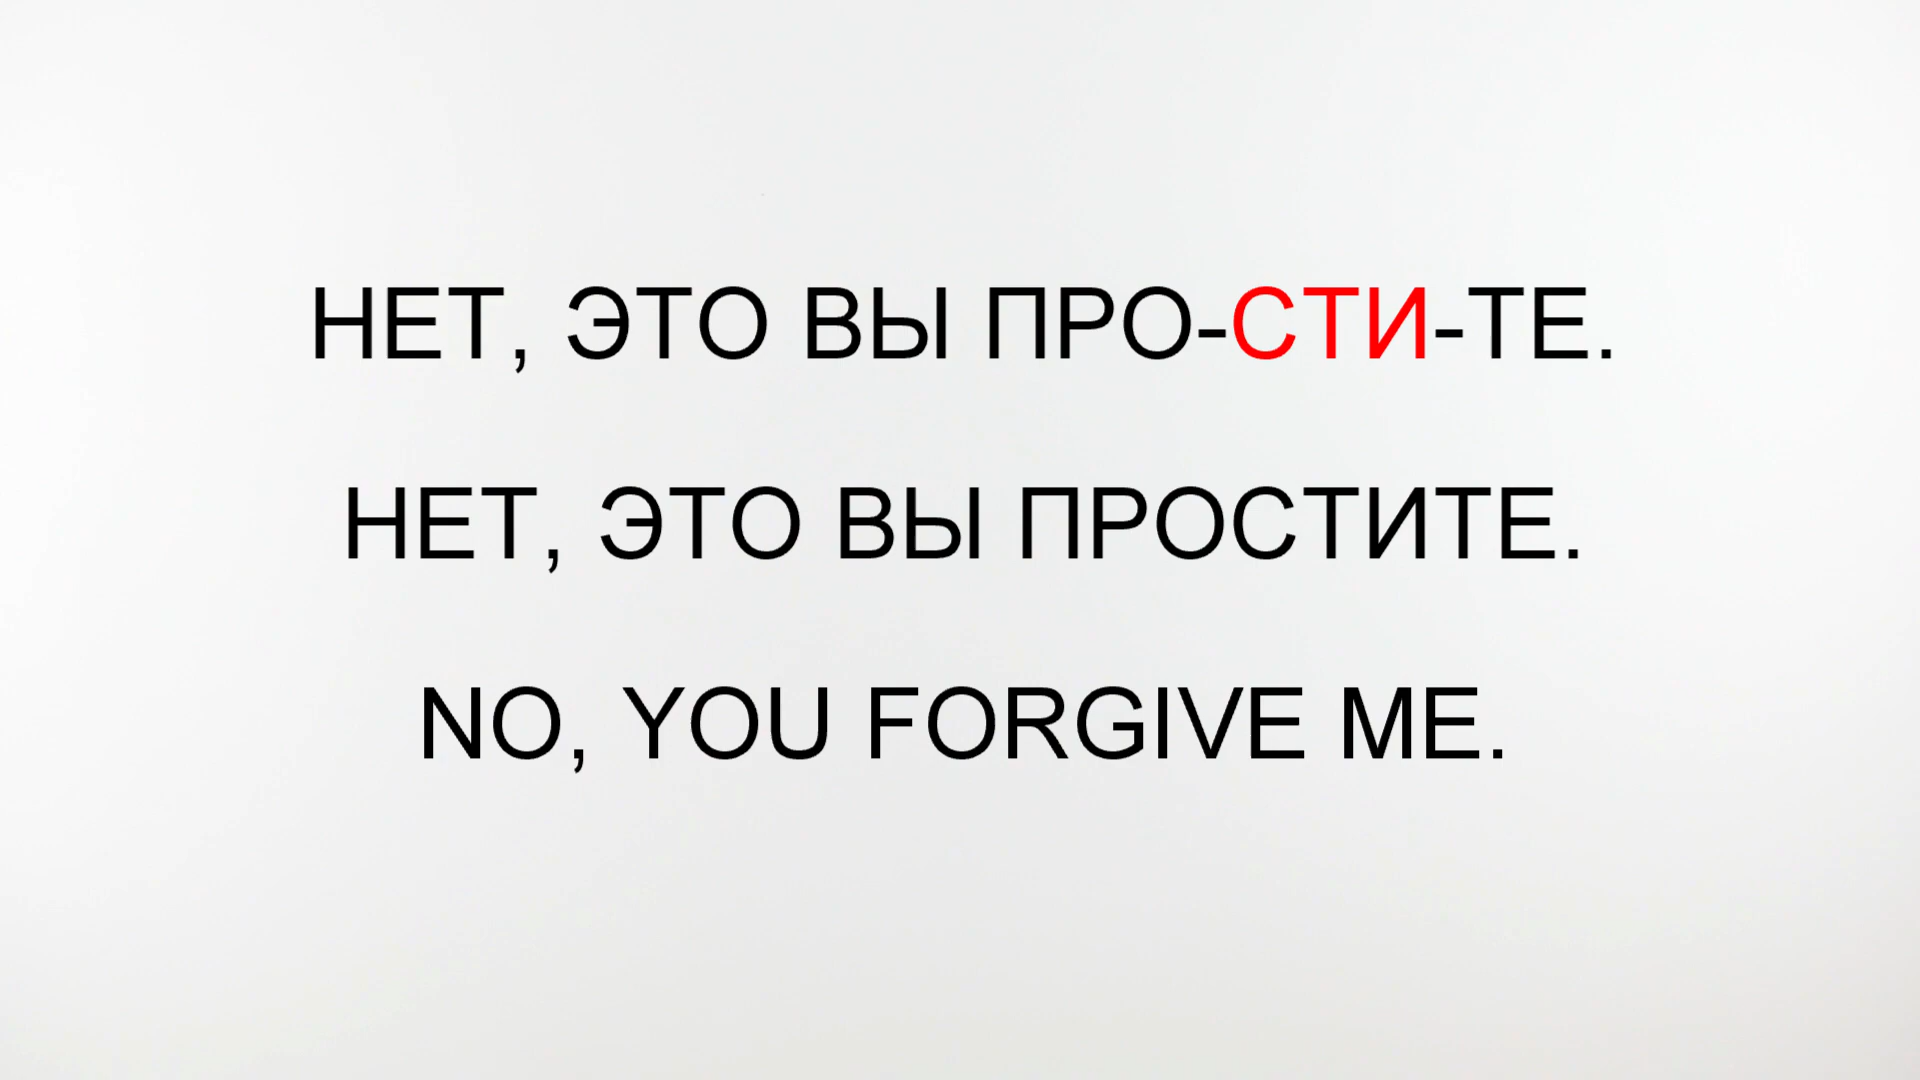 НЕТ, ЭТО ВЫ ПРО-СТИ-ТЕ.
НЕТ, ЭТО ВЫ ПРОСТИТЕ.
NO, YOU FORGIVE ME.